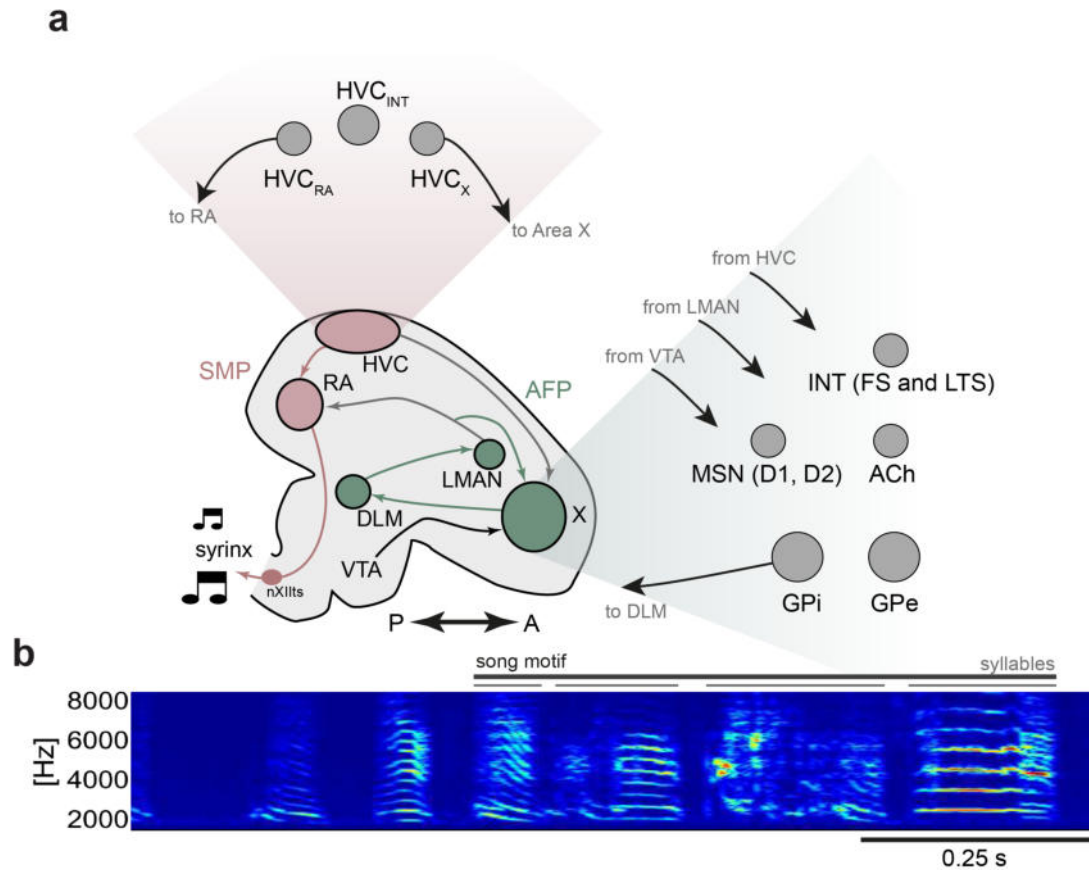 a
HVC_INT
HVC_RA
HVC_X
to RA
to Area X
from HVC
from LMAN
from VTA
INT (FS and LTS)
MSN (D1, D2)
ACh
GPi
GPe
to DLM
SMP
HVC
RA
AFP
LMAN
DLM
X
VTA
syrinx
nXIIts
P
A
b
song motif
syllables
8000
6000
4000
2000
[Hz]
0.25 s